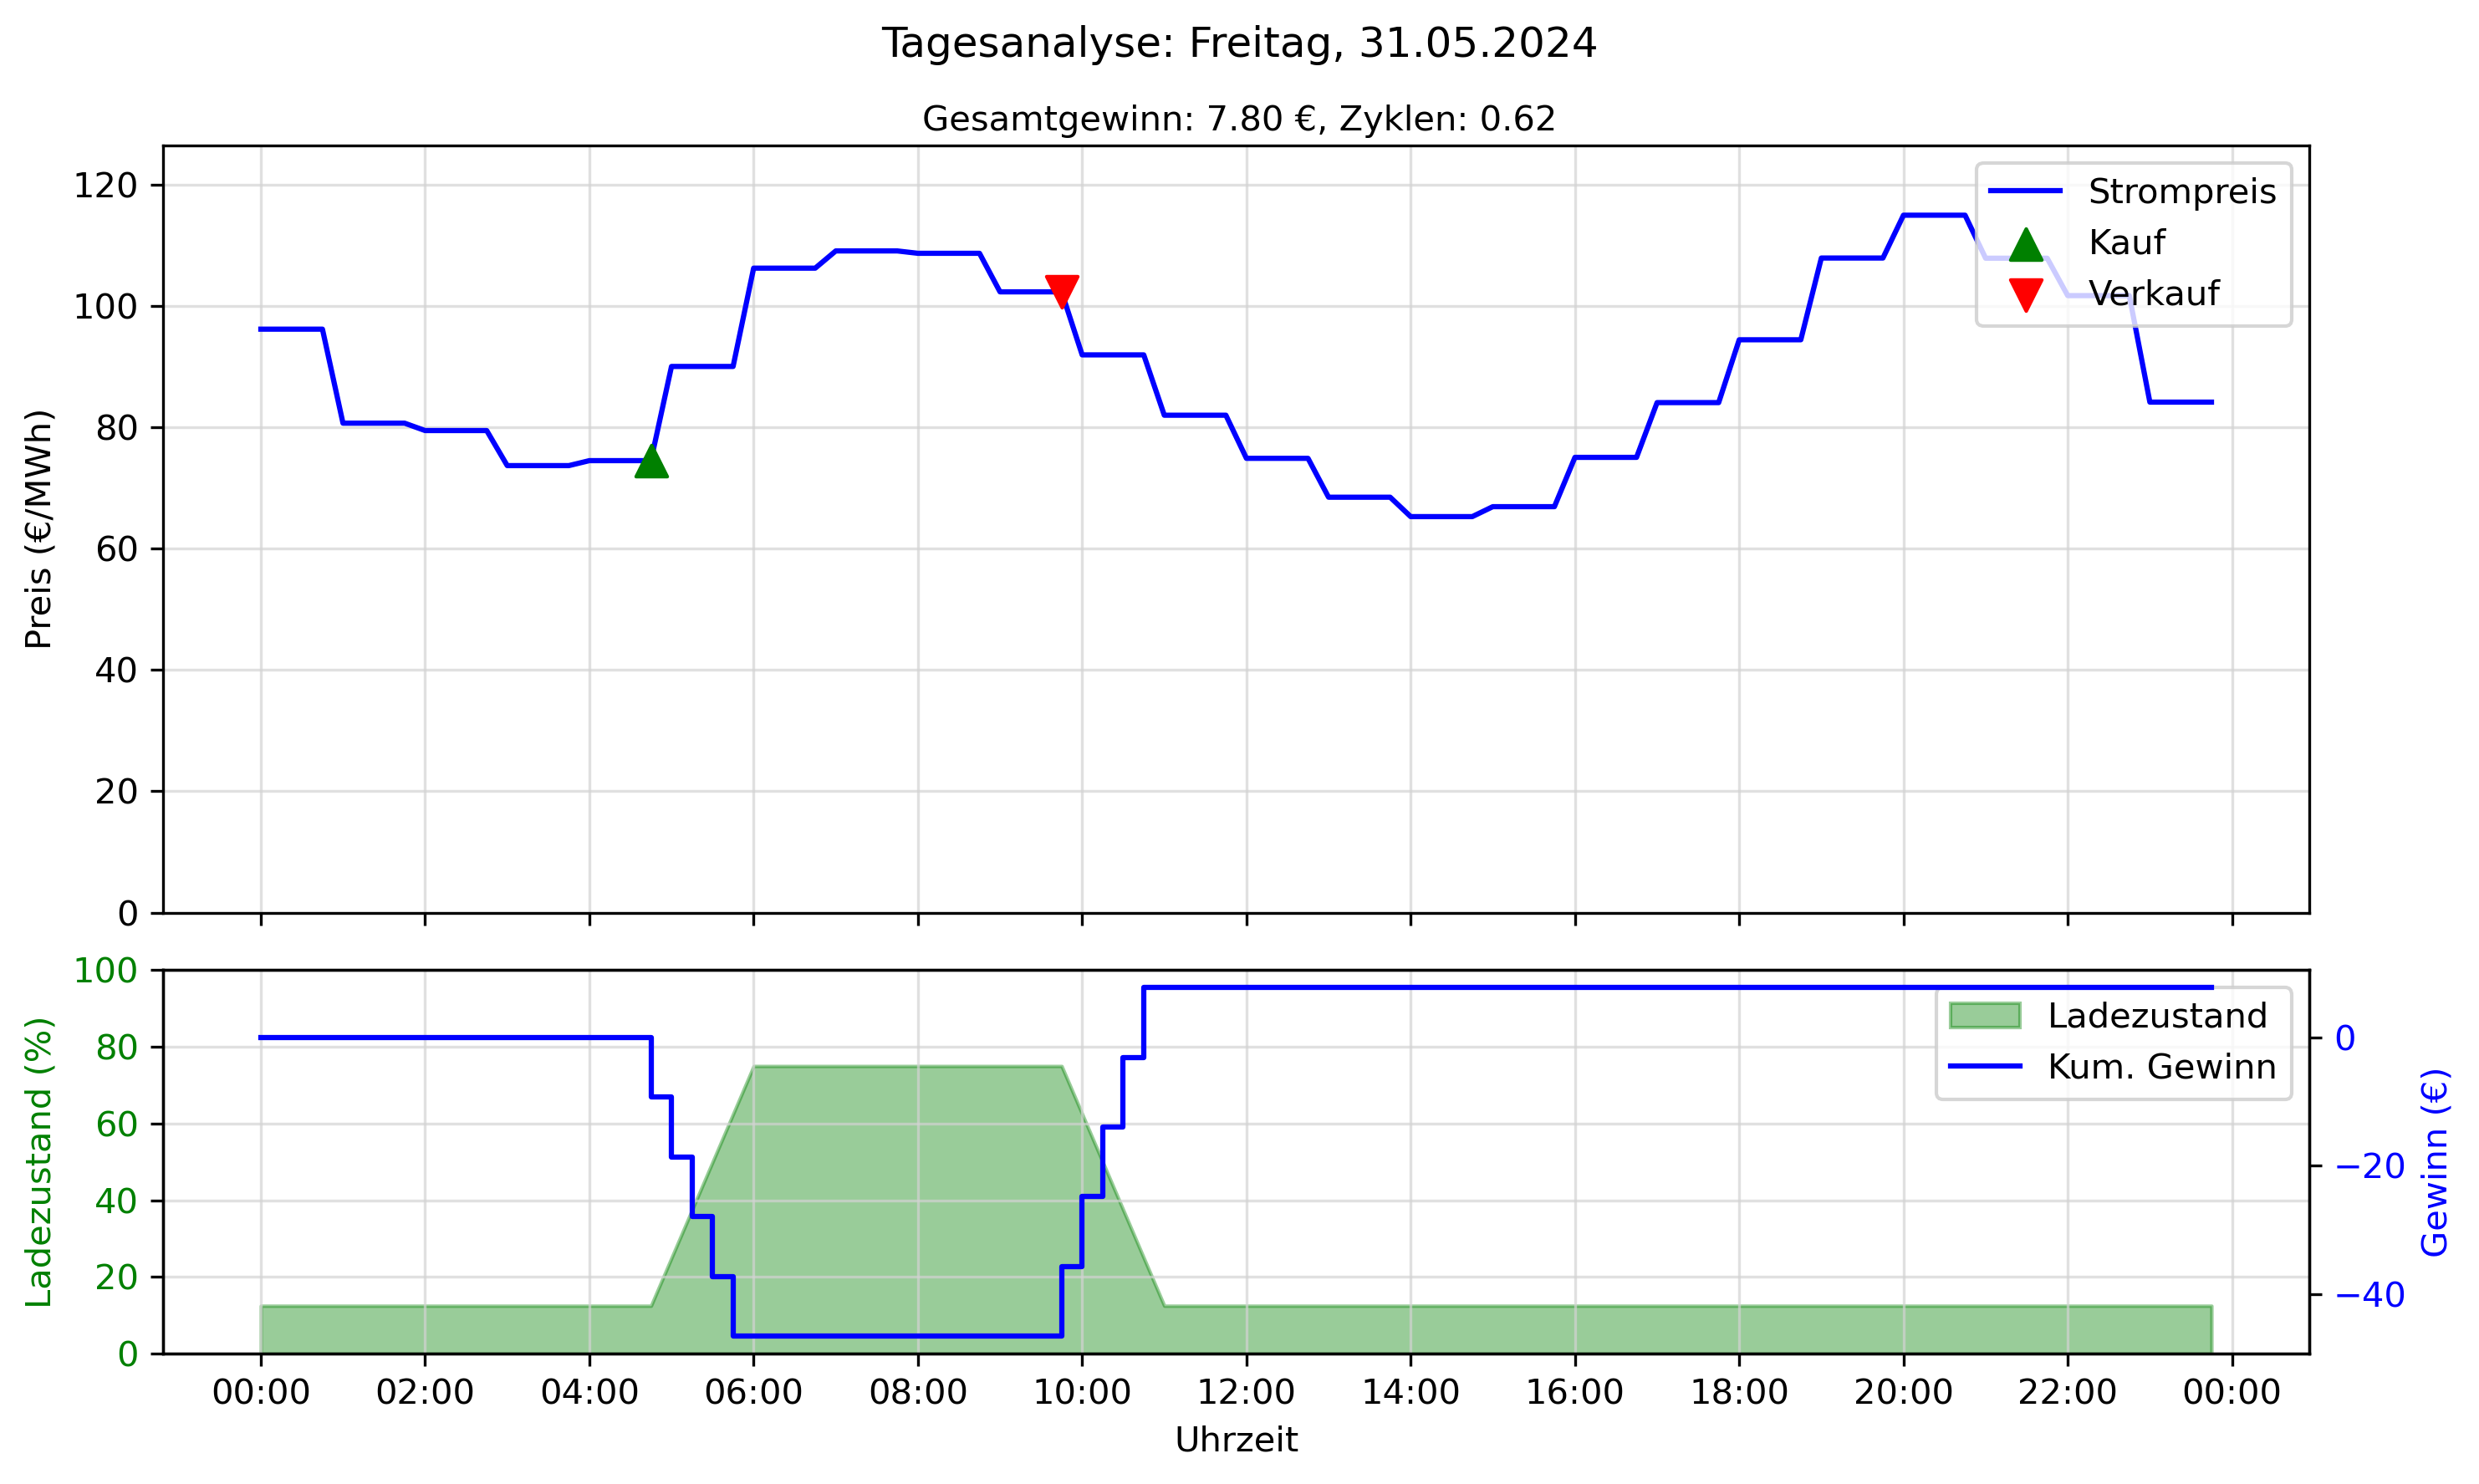 Tagesanalyse: Freitag, 31.05.2024
Gesamtgewinn: 7.80 €, Zyklen: 0.62
Preis (€/MWh)
120
100
80
60
40
20
0
Strompreis
Kauf
Verkauf
Ladezustand (%)
100
80
60
40
20
0
Ladezustand
Kum. Gewinn
0
−20
−40
Gewinn (€)
00:00 02:00 04:00 06:00 08:00 10:00 12:00 14:00 16:00 18:00 20:00 22:00 00:00
Uhrzeit